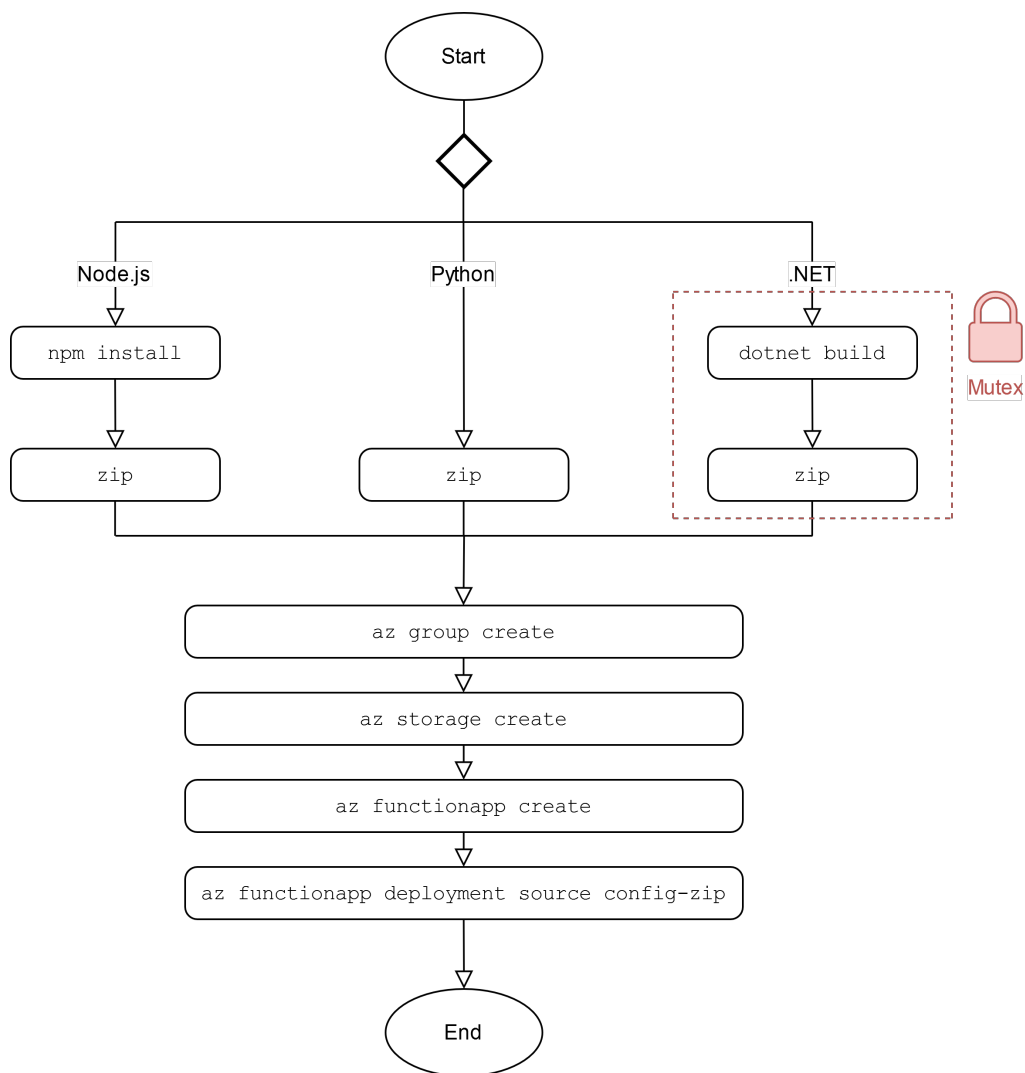 Start
Node.js
Python
.NET
npm install
dotnet build
Mutex
zip
zip
zip
az group create
az storage create
az functionapp create
az functionapp deployment source config-zip
End